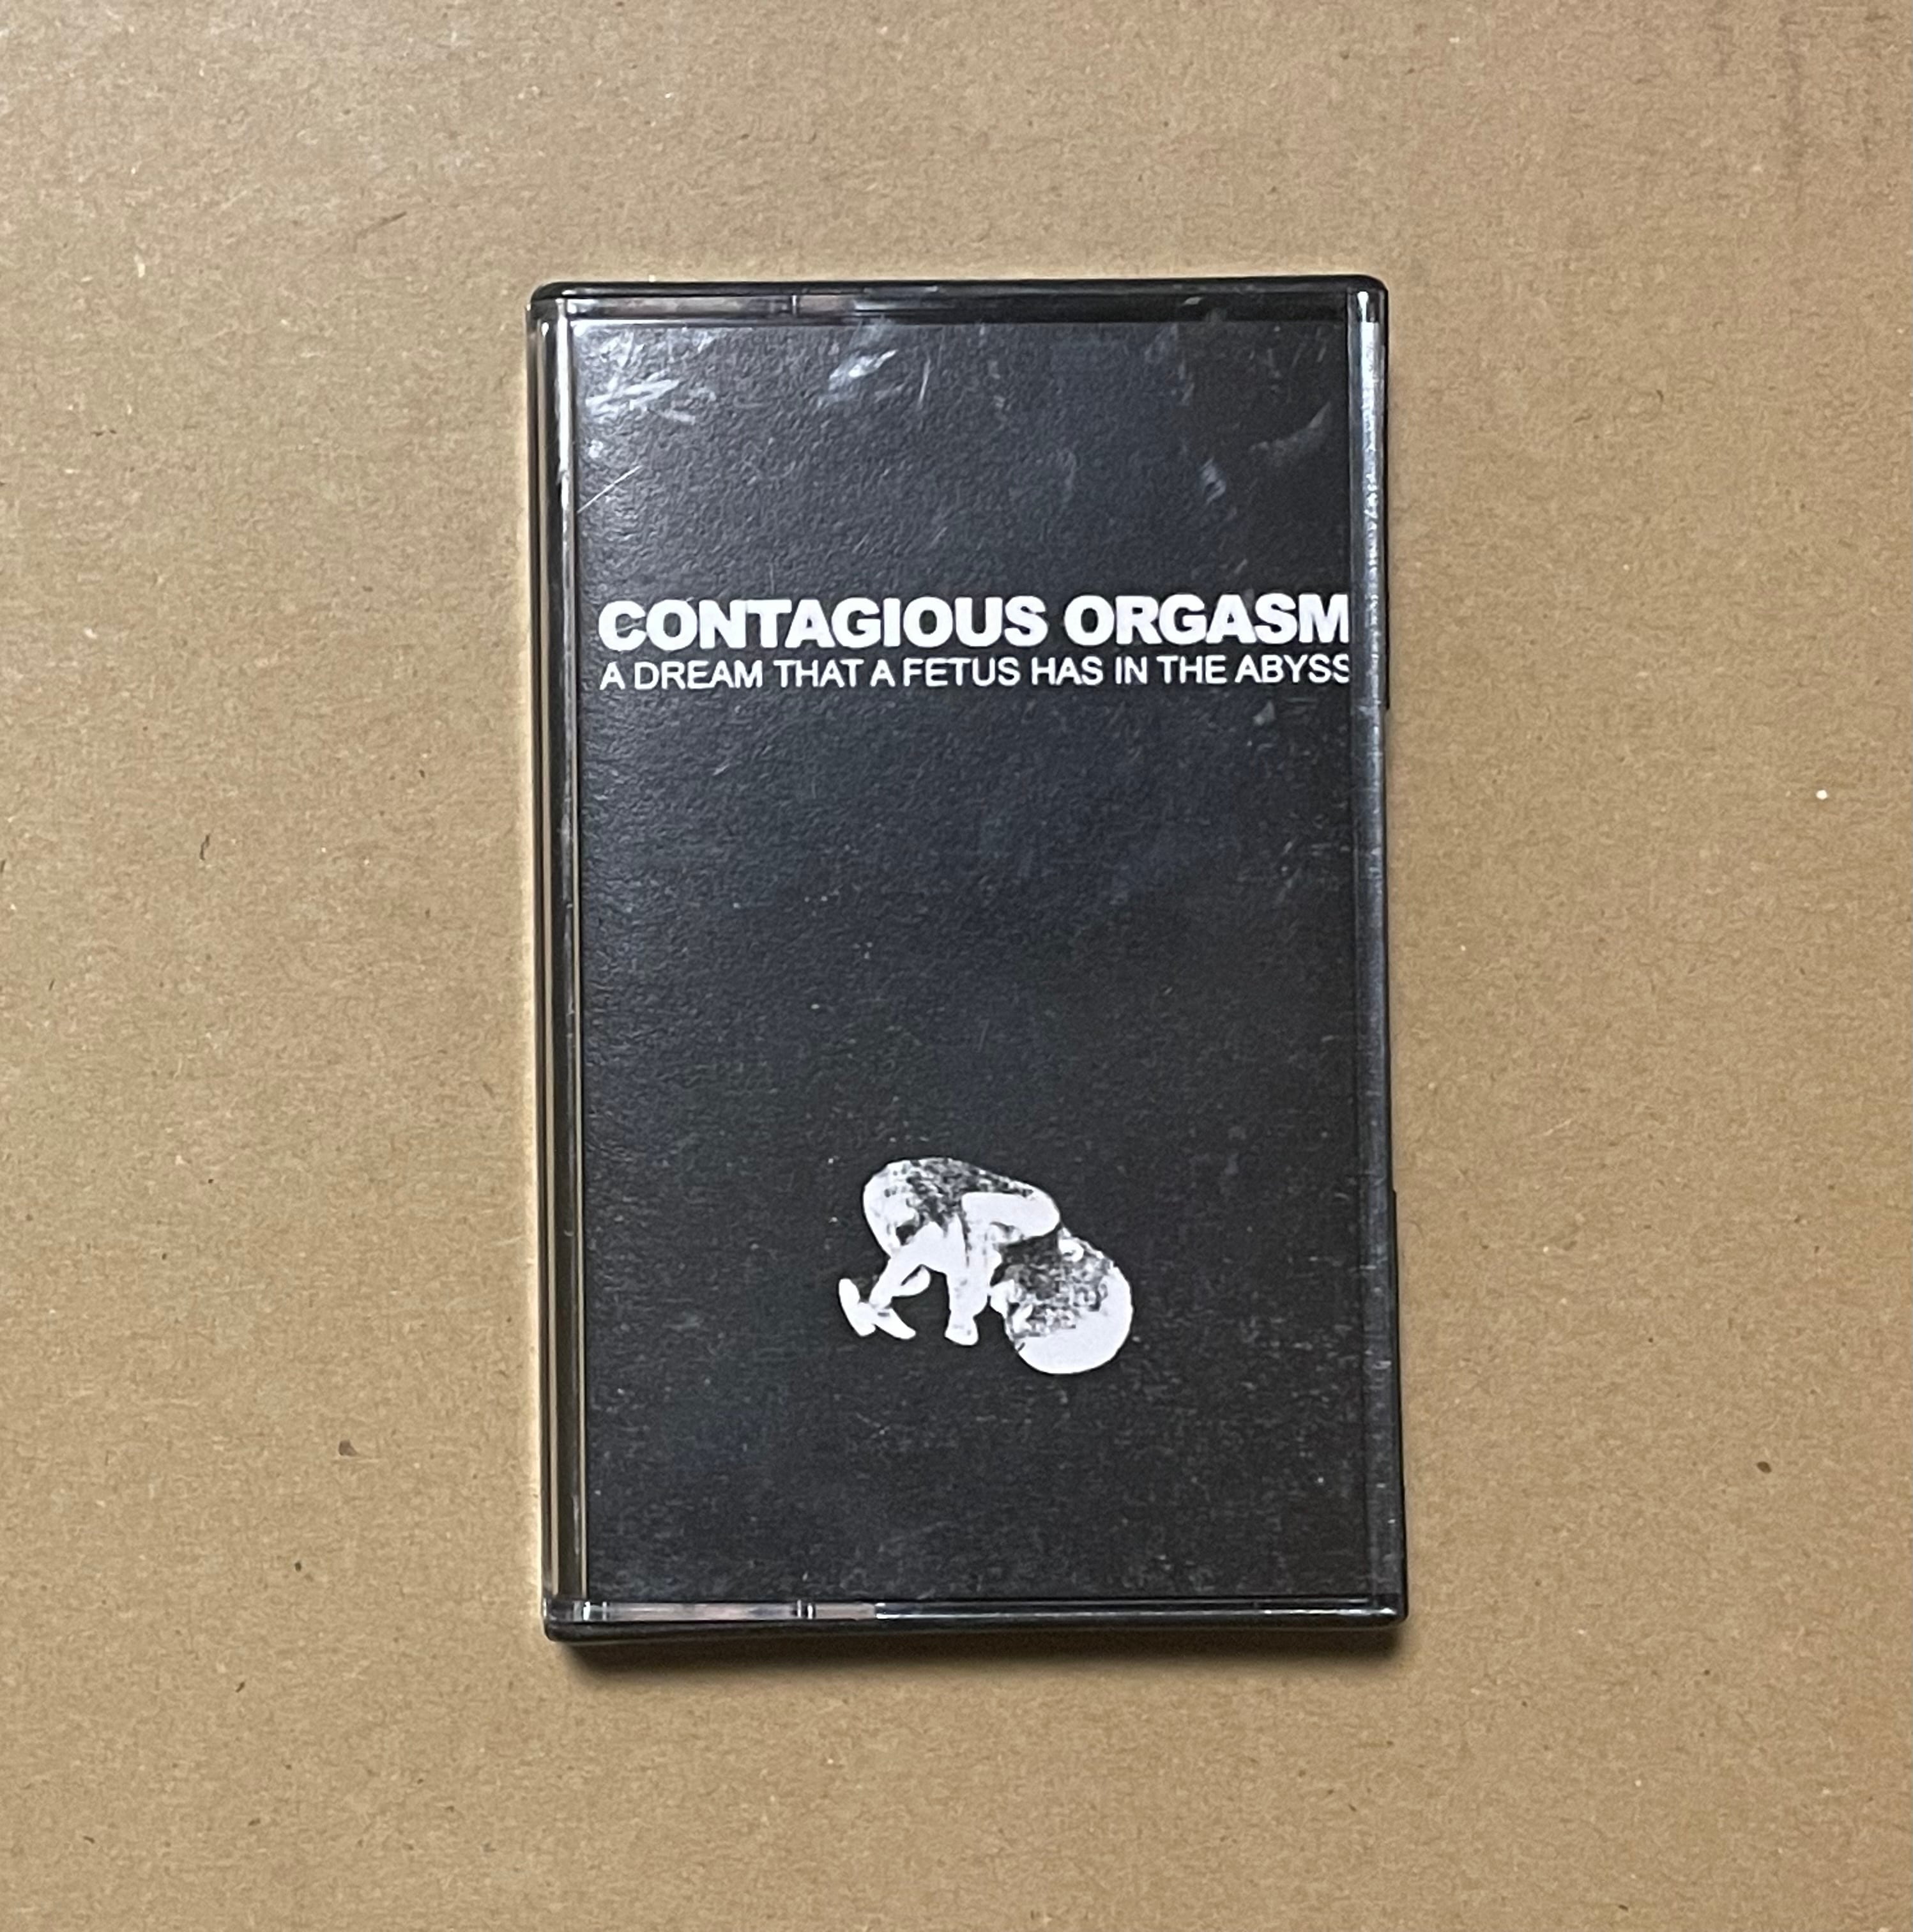 CONTAGIOUS ORGASM
A DREAM THAT A FETUS HAS IN THE ABYSS